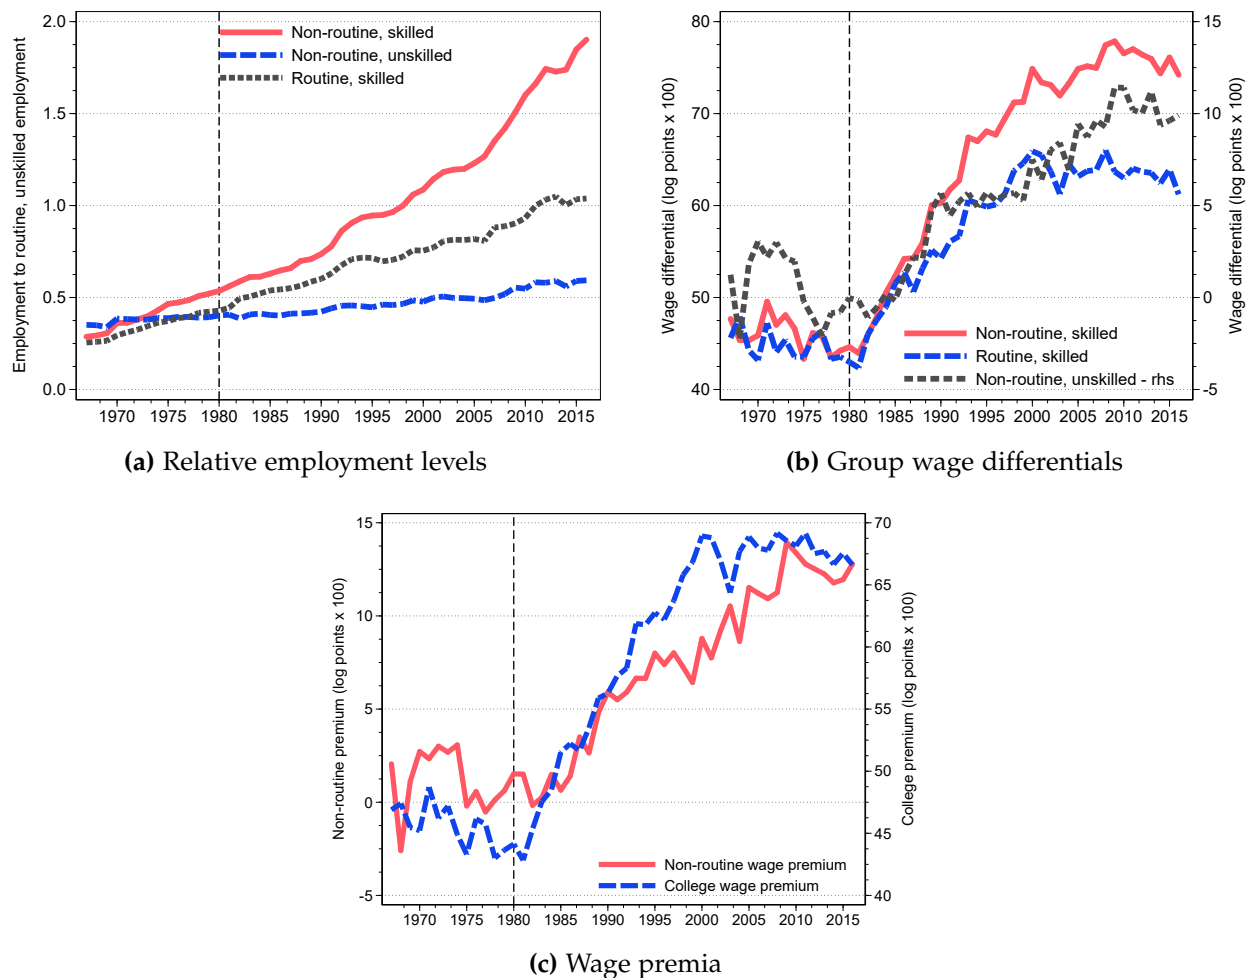 Employment to routine, unskilled employment
2.0
1.5
1.0
0.5
0.0
Non-routine, skilled
Non-routine, unskilled
Routine, skilled
1970 1975 1980 1985 1990 1995 2000 2005 2010 2015
(a) Relative employment levels
Wage differential (log points x 100)
80
70
60
50
40
Non-routine, skilled
Routine, skilled
Non-routine, unskilled - rhs
15
10
5
0
-5
Wage differential (log points x 100)
1970 1975 1980 1985 1990 1995 2000 2005 2010 2015
(b) Group wage differentials
Non-routine premium (log points x 100)
15
10
5
0
-5
Non-routine wage premium
College wage premium
70
65
60
55
50
45
40
College premium (log points x 100)
1970 1975 1980 1985 1990 1995 2000 2005 2010 2015
(c) Wage premia